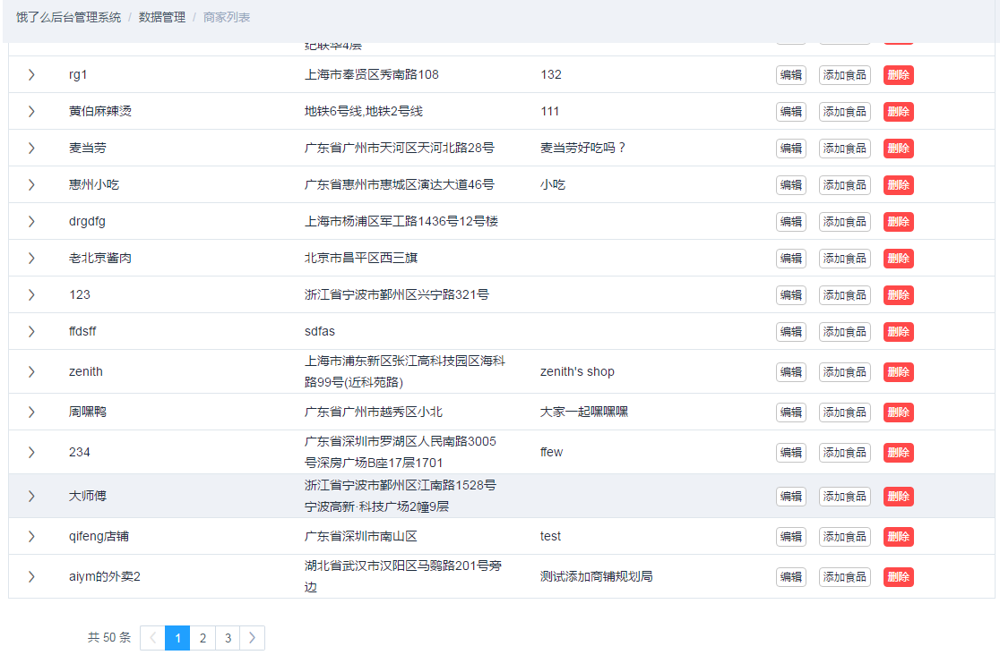 饿了么后台管理系统 / 数据管理 / 商家列表
纪联华4层
编辑 添加食品 删除
rg1 上海市奉贤区秀南路108 132 编辑 添加食品 删除
黄伯麻辣烫 地铁6号线,地铁2号线 111 编辑 添加食品 删除
麦当劳 广东省广州市天河区天河北路28号 麦当劳好吃吗？ 编辑 添加食品 删除
惠州小吃 广东省惠州市惠城区演达大道46号 小吃 编辑 添加食品 删除
drgdfg 上海市杨浦区军工路1436号12号楼 编辑 添加食品 删除
老北京酱肉 北京市昌平区西三旗 编辑 添加食品 删除
123 浙江省宁波市鄞州区兴宁路321号 编辑 添加食品 删除
ffdsff sdfas 编辑 添加食品 删除
zenith 上海市浦东新区张江高科技园区海科
路99号(近科苑路) zenith's shop 编辑 添加食品 删除
周嘿鸭 广东省广州市越秀区小北 大家一起嘿嘿嘿 编辑 添加食品 删除
234 广东省深圳市罗湖区人民南路3005
号深房广场B座17层1701 ffew 编辑 添加食品 删除
大师傅 浙江省宁波市鄞州区江南路1528号
宁波高新·科技广场2幢9层 编辑 添加食品 删除
qifeng店铺 广东省深圳市南山区 test 编辑 添加食品 删除
aiym的外卖2 湖北省武汉市汉阳区马鹦路201号旁
边 测试添加商铺规划局 编辑 添加食品 删除
共 50 条 1 2 3